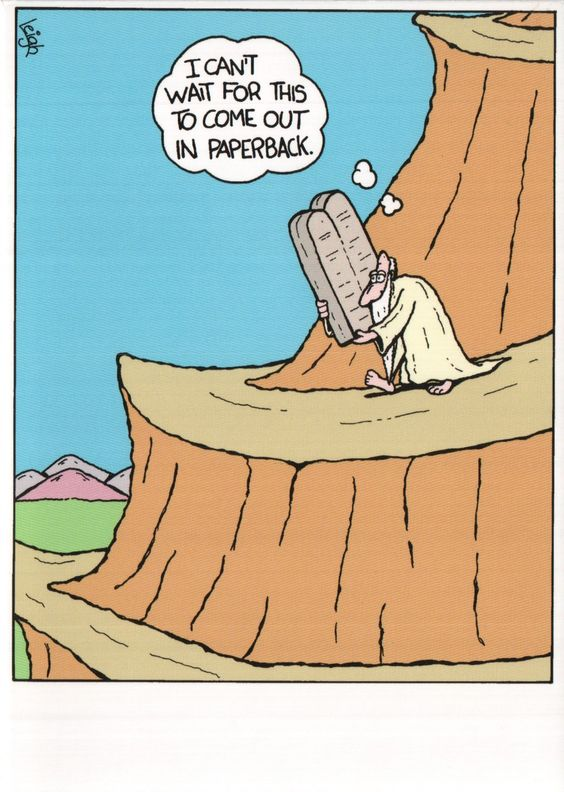 Leigh
I CAN'T
WAIT FOR THIS
TO COME OUT
IN PAPERBACK.